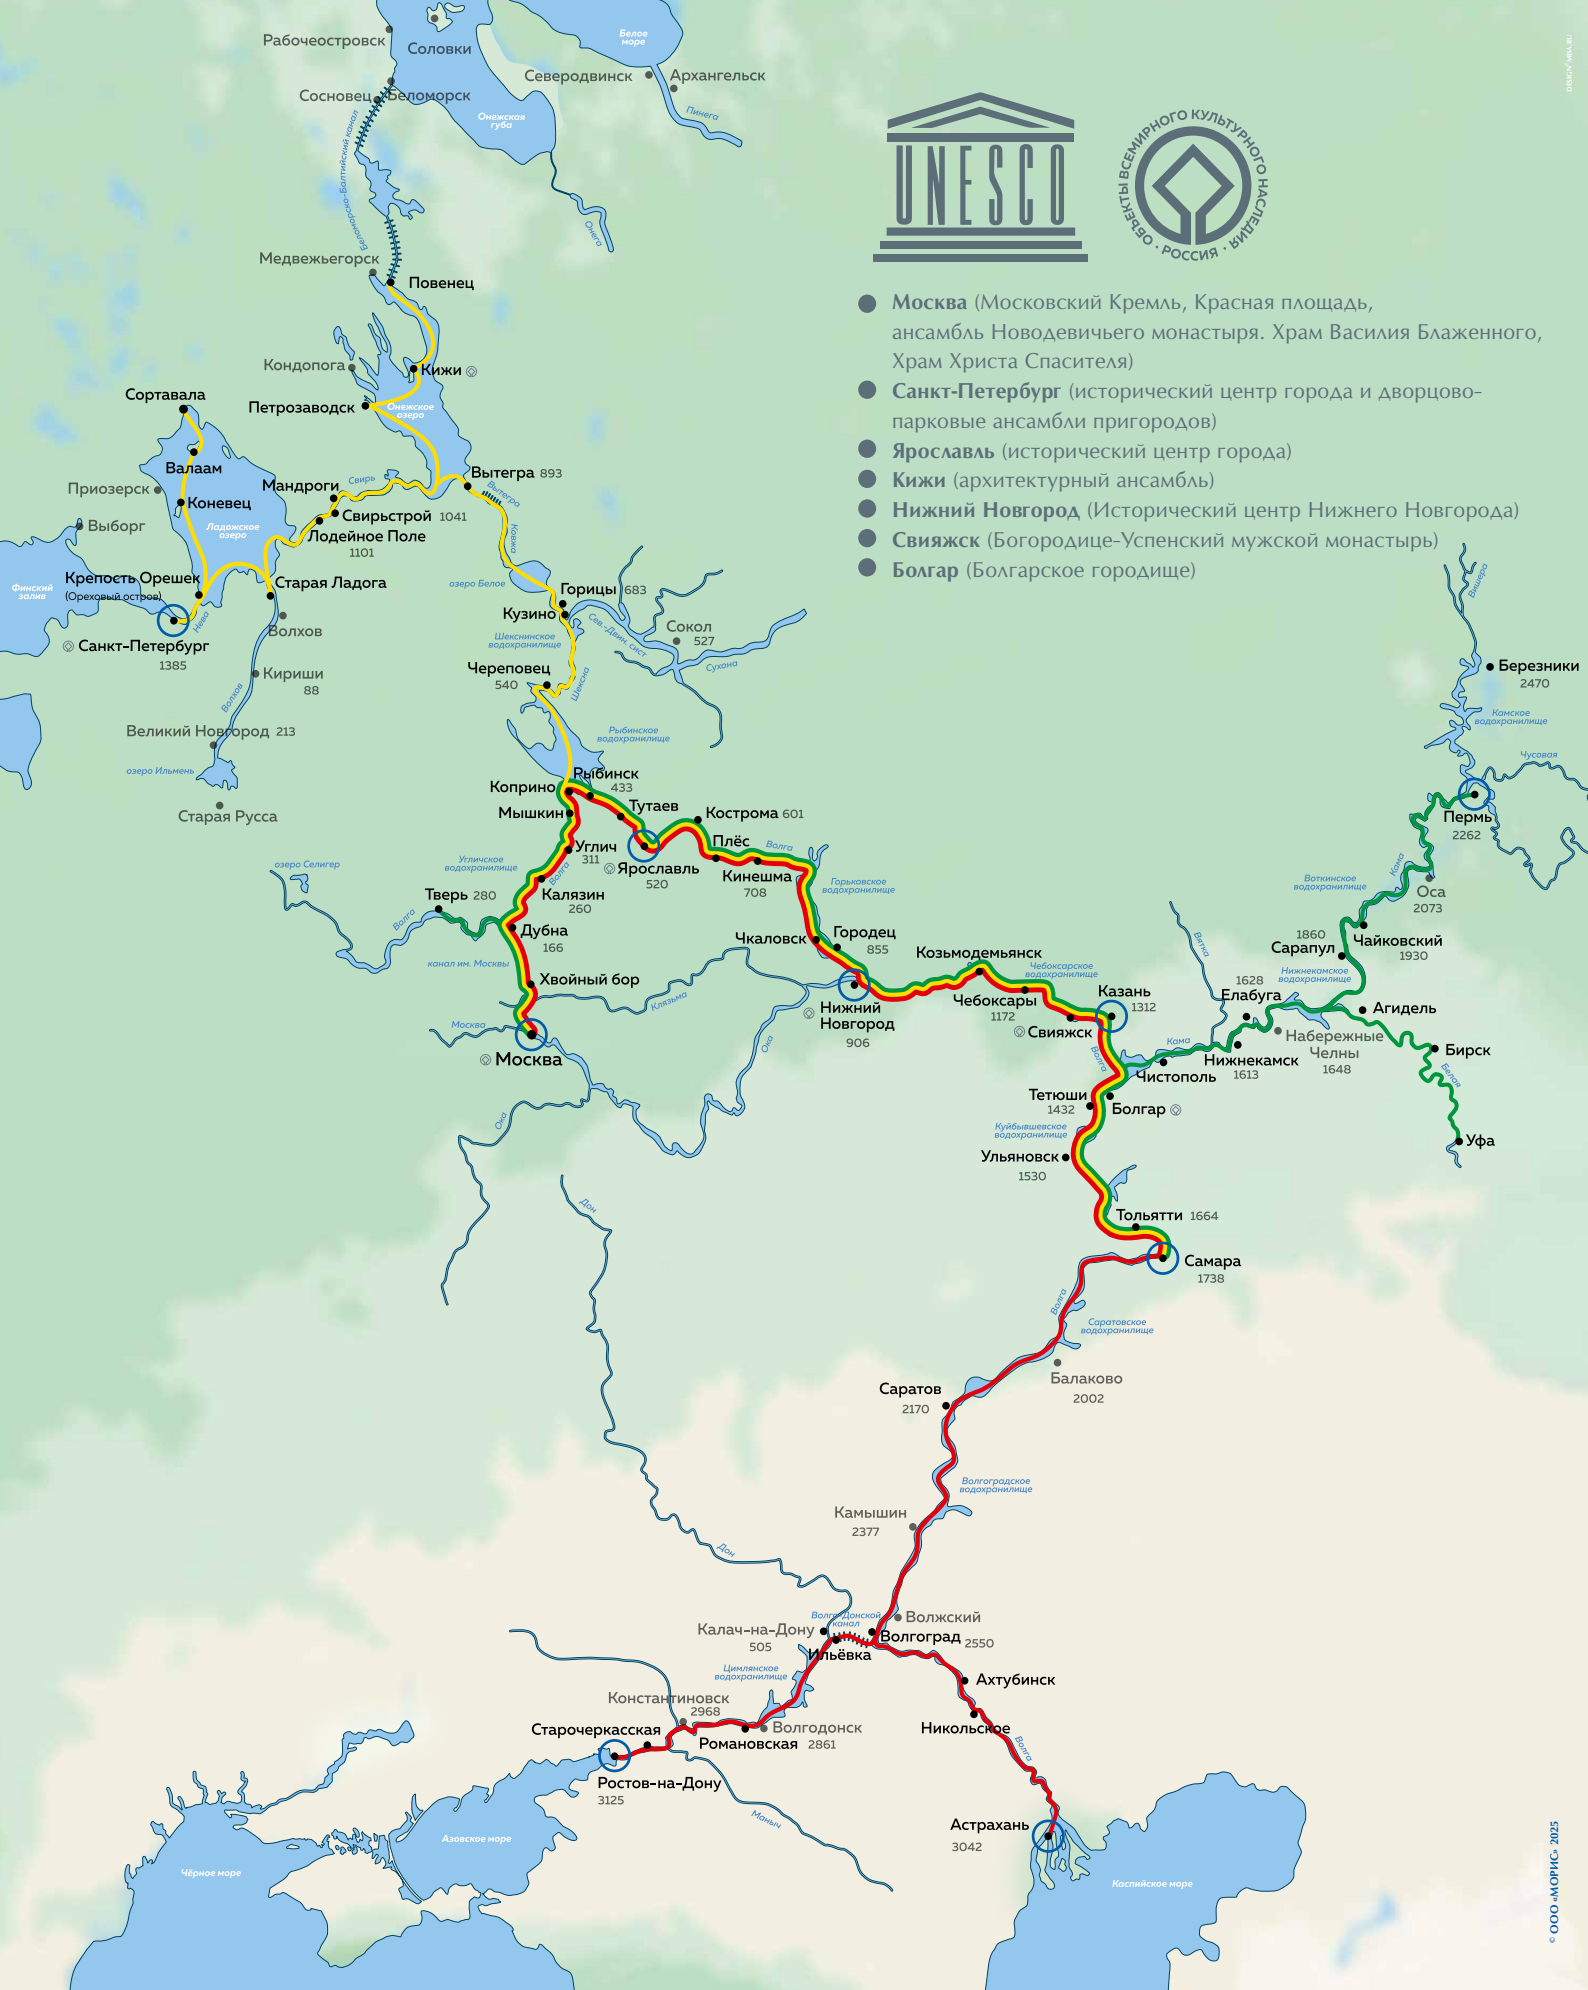 Рабочеостровск
Соловки
Белое
море
Северодвинск
Архангельск
Сосновец
Беломорск
Онежская
губа
Пинега
Беломорско-Балтийский канал
Онега
Медвежьегорск
Повенец
DESIGN
UNESCO
ОБЪЕКТЫ ВСЕМИРНОГО КУЛЬТУРНОГО НАСЛЕДИЯ · РОССИЯ ·
Москва (Московский Кремль, Красная площадь,
ансамбль Новодевичьего монастыря. Храм Василия Блаженного,
Храм Христа Спасителя)
Санкт-Петербург (исторический центр города и дворцово-
парковые ансамбли пригородов)
Ярославль (исторический центр города)
Кижи (архитектурный ансамбль)
Нижний Новгород (Исторический центр Нижнего Новгорода)
Свияжск (Богородице-Успенский мужской монастырь)
Болгар (Болгарское городище)
Кондопога
Кижи
Сортавала
Петрозаводск
Онежское
озеро
Валаам
Вытегра 893
Приозерск
Мандроги
Свирь
Вытегра
Коневец
Свирьстрой 1041
Выборг
Ладожское
озеро
Лодейное Поле
1101
Ковжа
Финский
залив
Крепость Орешек
(Ореховый остров)
Старая Ладога
озеро Белое
Горицы 683
Кузино
Нева
Волхов
Сев.-Двин. сист
Сокол
527
Сухона
Шекснинское
водохранилище
Санкт-Петербург
1385
Кириши
88
Череповец
540
Шексна
Волхов
Великий Новгород 213
Рыбинское
водохранилище
озеро Ильмень
Старая Русса
Вишера
Березники
2470
Камское
водохранилище
Чусовая
Рыбинск
433
Коприно
Мышкин
Тутаев
Кострома 601
Пермь
2262
Плёс
Волга
Углич
311
Угличское
водохранилище
Волга
Ярославль
520
Кинешма
708
Горьковское
водохранилище
озеро Селигер
Воткинское
водохранилище
Кама
Оса
2073
Тверь 280
Калязин
260
Волга
Дубна
166
Чкаловск
Городец
855
канал им. Москвы
Хвойный бор
Клязьма
Козьмодемьянск
Чебоксарское
водохранилище
Вятка
1860
Сарапул
Чайковский
1930
Нижнекамское
водохранилище
Чебоксары
1172
Казань
1312
1628
Елабуга
Агидель
Москва
Москва
Ока
Нижний
Новгород
906
Свияжск
Волга
Кама
Набережные
Челны
1648
Бирск
Белая
Нижнекамск
1613
Чистополь
Тетюши
1432
Болгар
Ока
Куйбышевское
водохранилище
Уфа
Ульяновск
1530
Дон
Тольятти 1664
Самара
1738
Волга
Саратовское
водохранилище
Балаково
2002
Саратов
2170
Волгоградское
водохранилище
Камышин
2377
Дон
Волго-Донской
канал
Волжский
Калач-на-Дону
505
Волгоград 2550
Ильёвка
Цимлянское
водохранилище
Ахтубинск
Константиновск
2968
Никольское
Старочеркасская
Волгодонск
Романовская 2861
Волга
Ростов-на-Дону
3125
Маныч
Астрахань
3042
Азовское море
Чёрное море
Каспийское море
© ООО «МОРИС» 2025